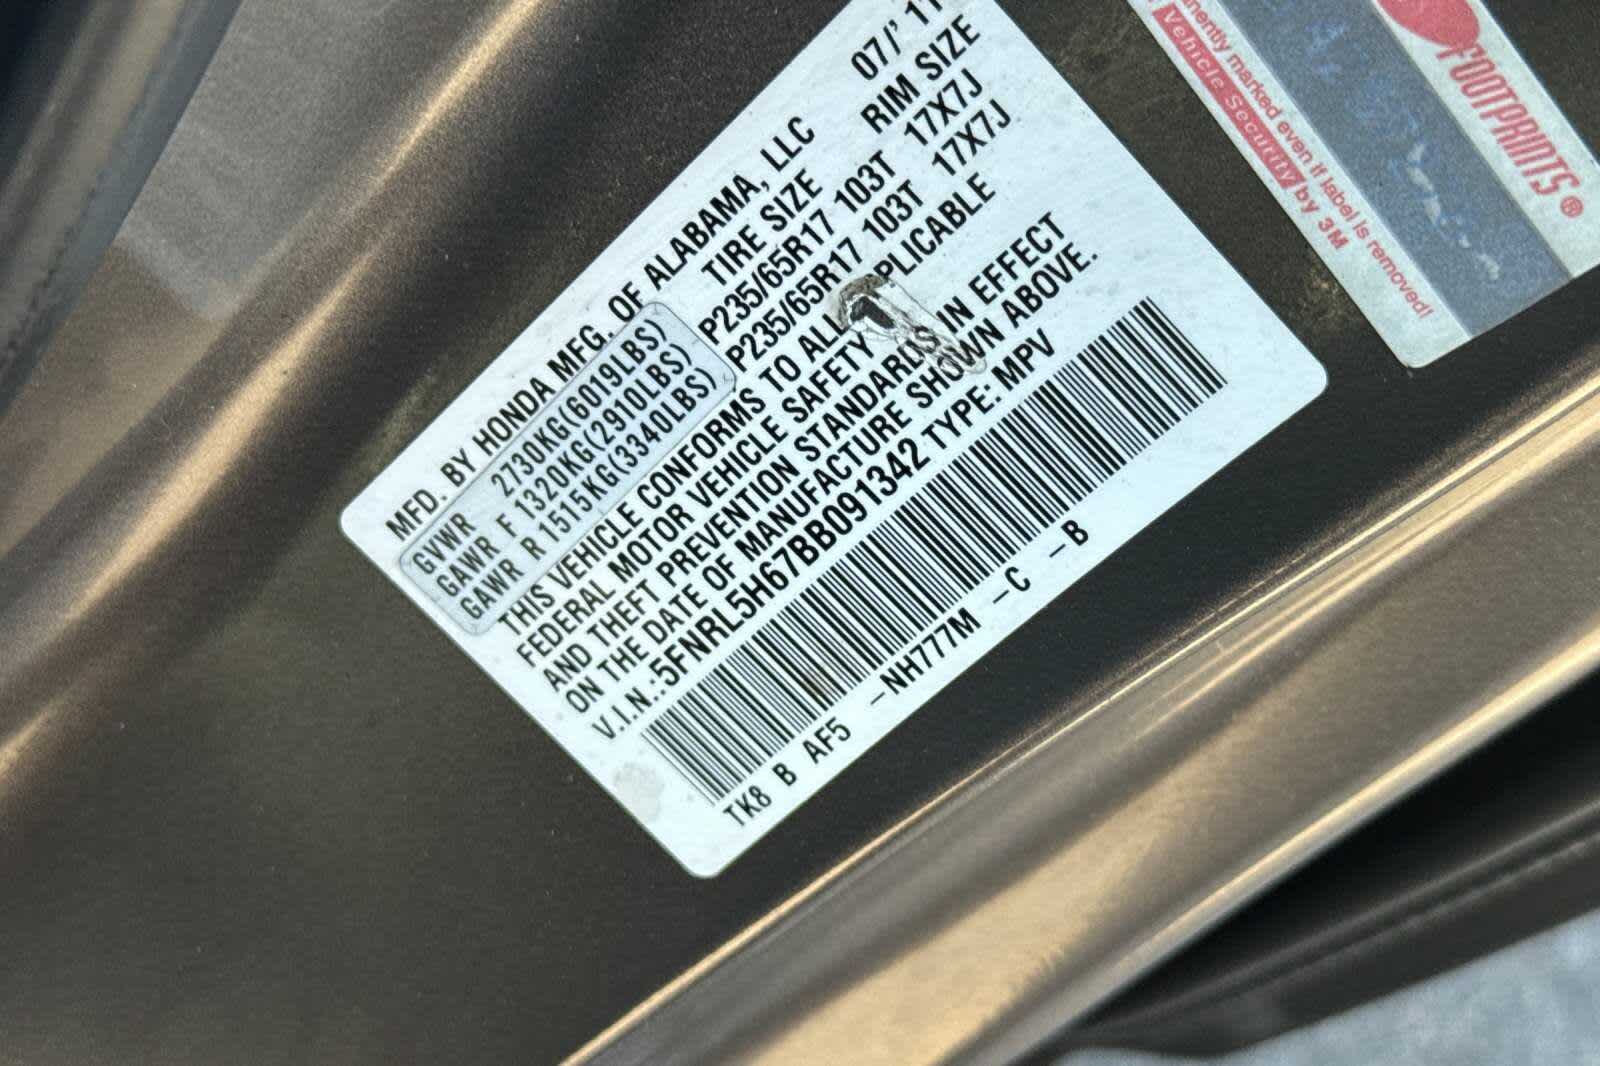 MFD. BY HONDA MFG. OF ALABAMA, LLC 07/'11
TIRE SIZE RIM SIZE
GVWR 2730KG(6019LBS)
GAWR F 1320KG(2910LBS) P235/65R17 103T 17X7J
GAWR R 1515KG(3340LBS) P235/65R17 103T 17X7J
THIS VEHICLE CONFORMS TO ALL PLICABLE
FEDERAL MOTOR VEHICLE SAFETY
AND THEFT PREVENTION STANDARDS IN EFFECT
ON THE DATE OF MANUFACTURE SHOWN ABOVE.
V.I.N.:5FNRL5H67BB091342 TYPE: MPV
TK8 B AF5 -NH777M -C -B
FOOTPRINTS®
nently marked even if label is removed!
Vehicle Security by 3M